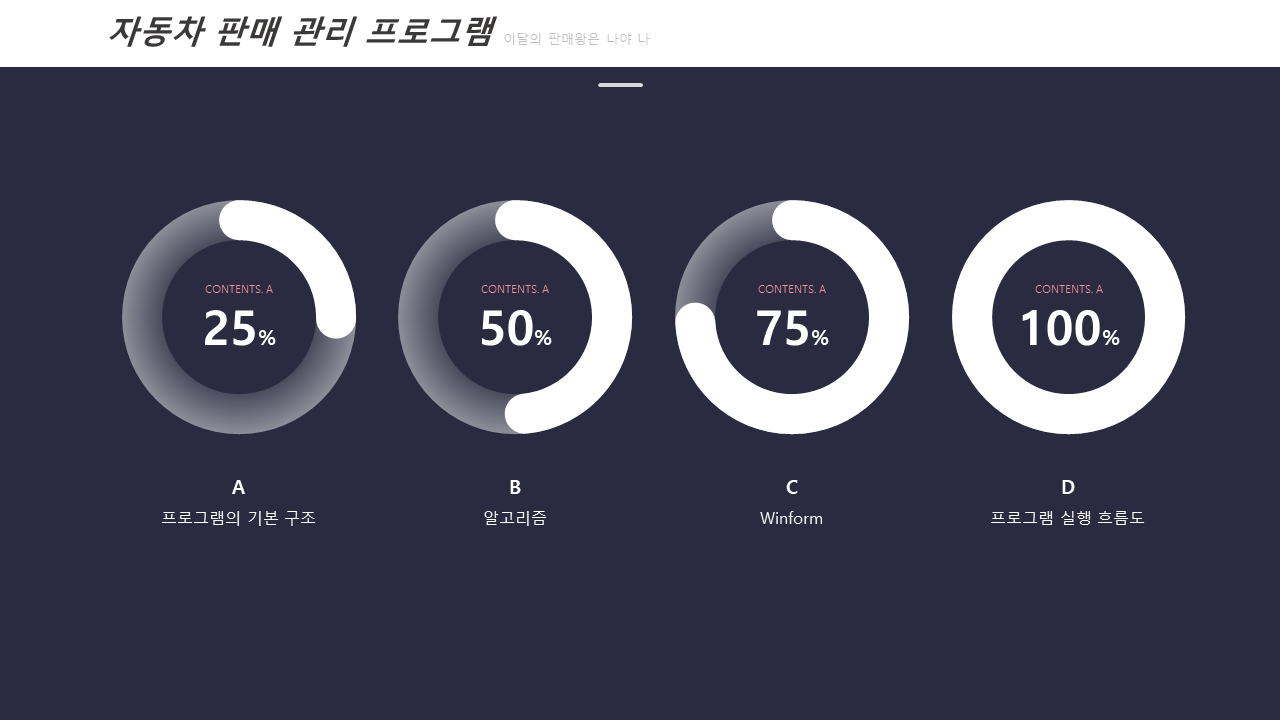 자동차 판매 관리 프로그램 이달의 판매왕은 나야 나
CONTENTS. A
25%
CONTENTS. A
50%
CONTENTS. A
75%
CONTENTS. A
100%
A
프로그램의 기본 구조
B
알고리즘
C
Winform
D
프로그램 실행 흐름도